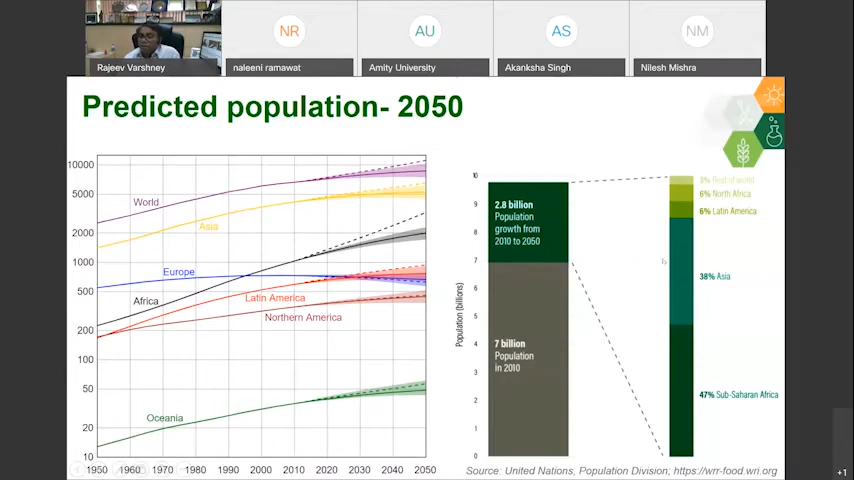 NR
AU
AS
NM
Rajeev Varshney
naleeni ramawat
Amity University
Akanksha Singh
Nilesh Mishra
Predicted population- 2050
10000
5000
2000
1000
500
200
100
50
20
10
World
Asia
Europe
Africa
Latin America
Northern America
Oceania
1950 1960 1970 1980 1990 2000 2010 2020 2030 2040 2050
Population (billions)
10
9
8
7
6
5
4
3
2
1
0
2.8 billion
Population
growth from
2010 to 2050
7 billion
Population
in 2010
3% Rest of world
6% North Africa
6% Latin America
38% Asia
47% Sub-Saharan Africa
Source: United Nations, Population Division; https://wrr-food.wri.org
+1